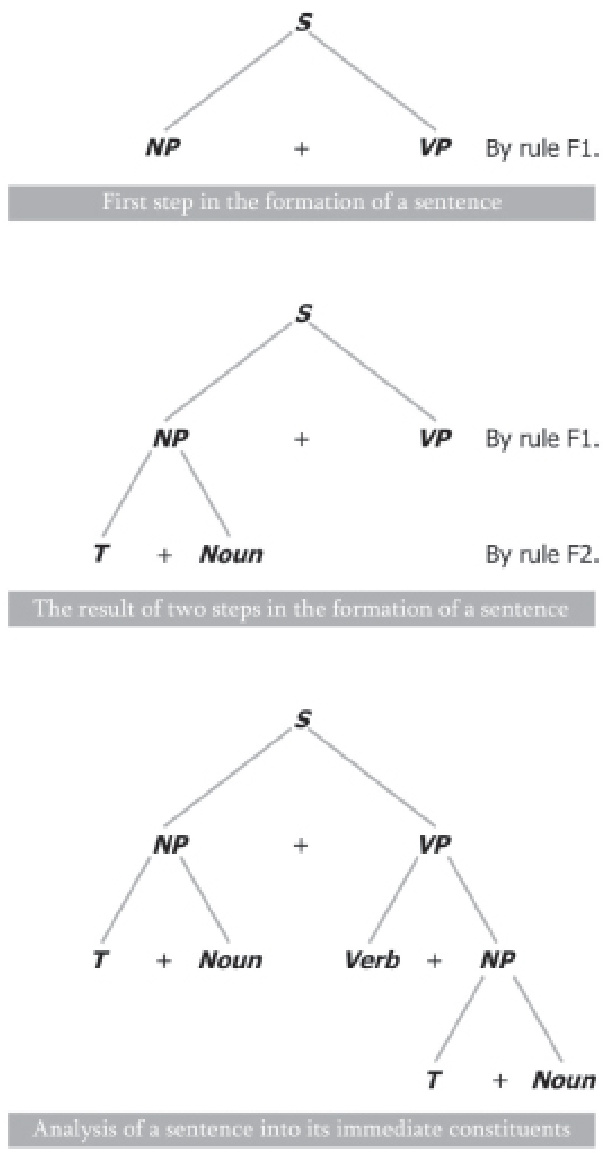 S
NP + VP By rule F1.
First step in the formation of a sentence
S
NP + VP By rule F1.
T + Noun By rule F2.
The result of two steps in the formation of a sentence
S
NP + VP
T + Noun Verb + NP
T + Noun
Analysis of a sentence into its immediate constituents